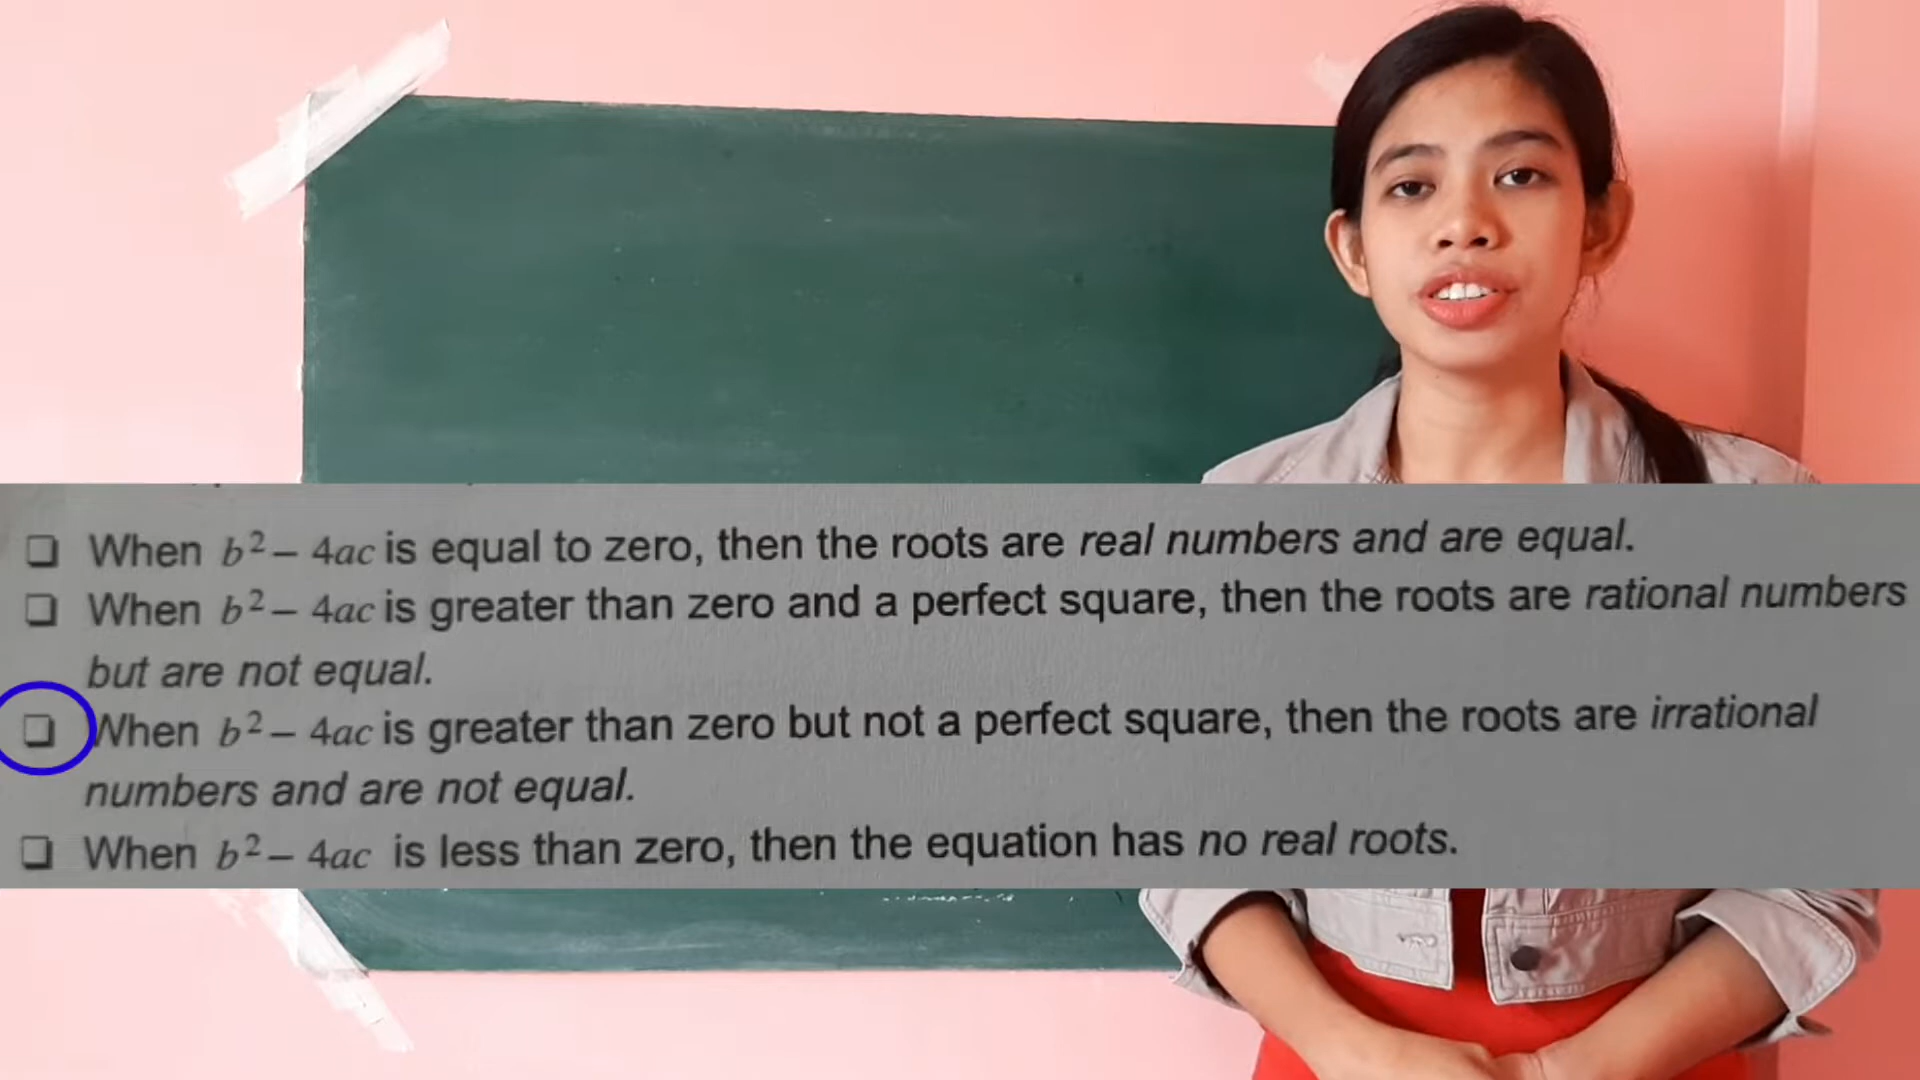 ❑ When b² – 4ac is equal to zero, then the roots are real numbers and are equal.
❑ When b² – 4ac is greater than zero and a perfect square, then the roots are rational numbers
but are not equal.
❑ When b² – 4ac is greater than zero but not a perfect square, then the roots are irrational
numbers and are not equal.
❑ When b² – 4ac is less than zero, then the equation has no real roots.